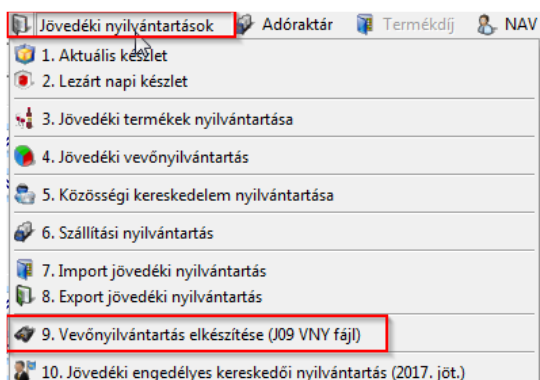 Jövedéki nyilvántartások Adóraktár Termékdíj NAV
1. Aktuális készlet
2. Lezárt napi készlet
3. Jövedéki termékek nyilvántartása
4. Jövedéki vevőnyilvántartás
5. Közösségi kereskedelem nyilvántartása
6. Szállítási nyilvántartás
7. Import jövedéki nyilvántartás
8. Export jövedéki nyilvántartás
9. Vevőnyilvántartás elkészítése (J09 VNY fájl)
10. Jövedéki engedélyes kereskedői nyilvántartás (2017. jöt.)